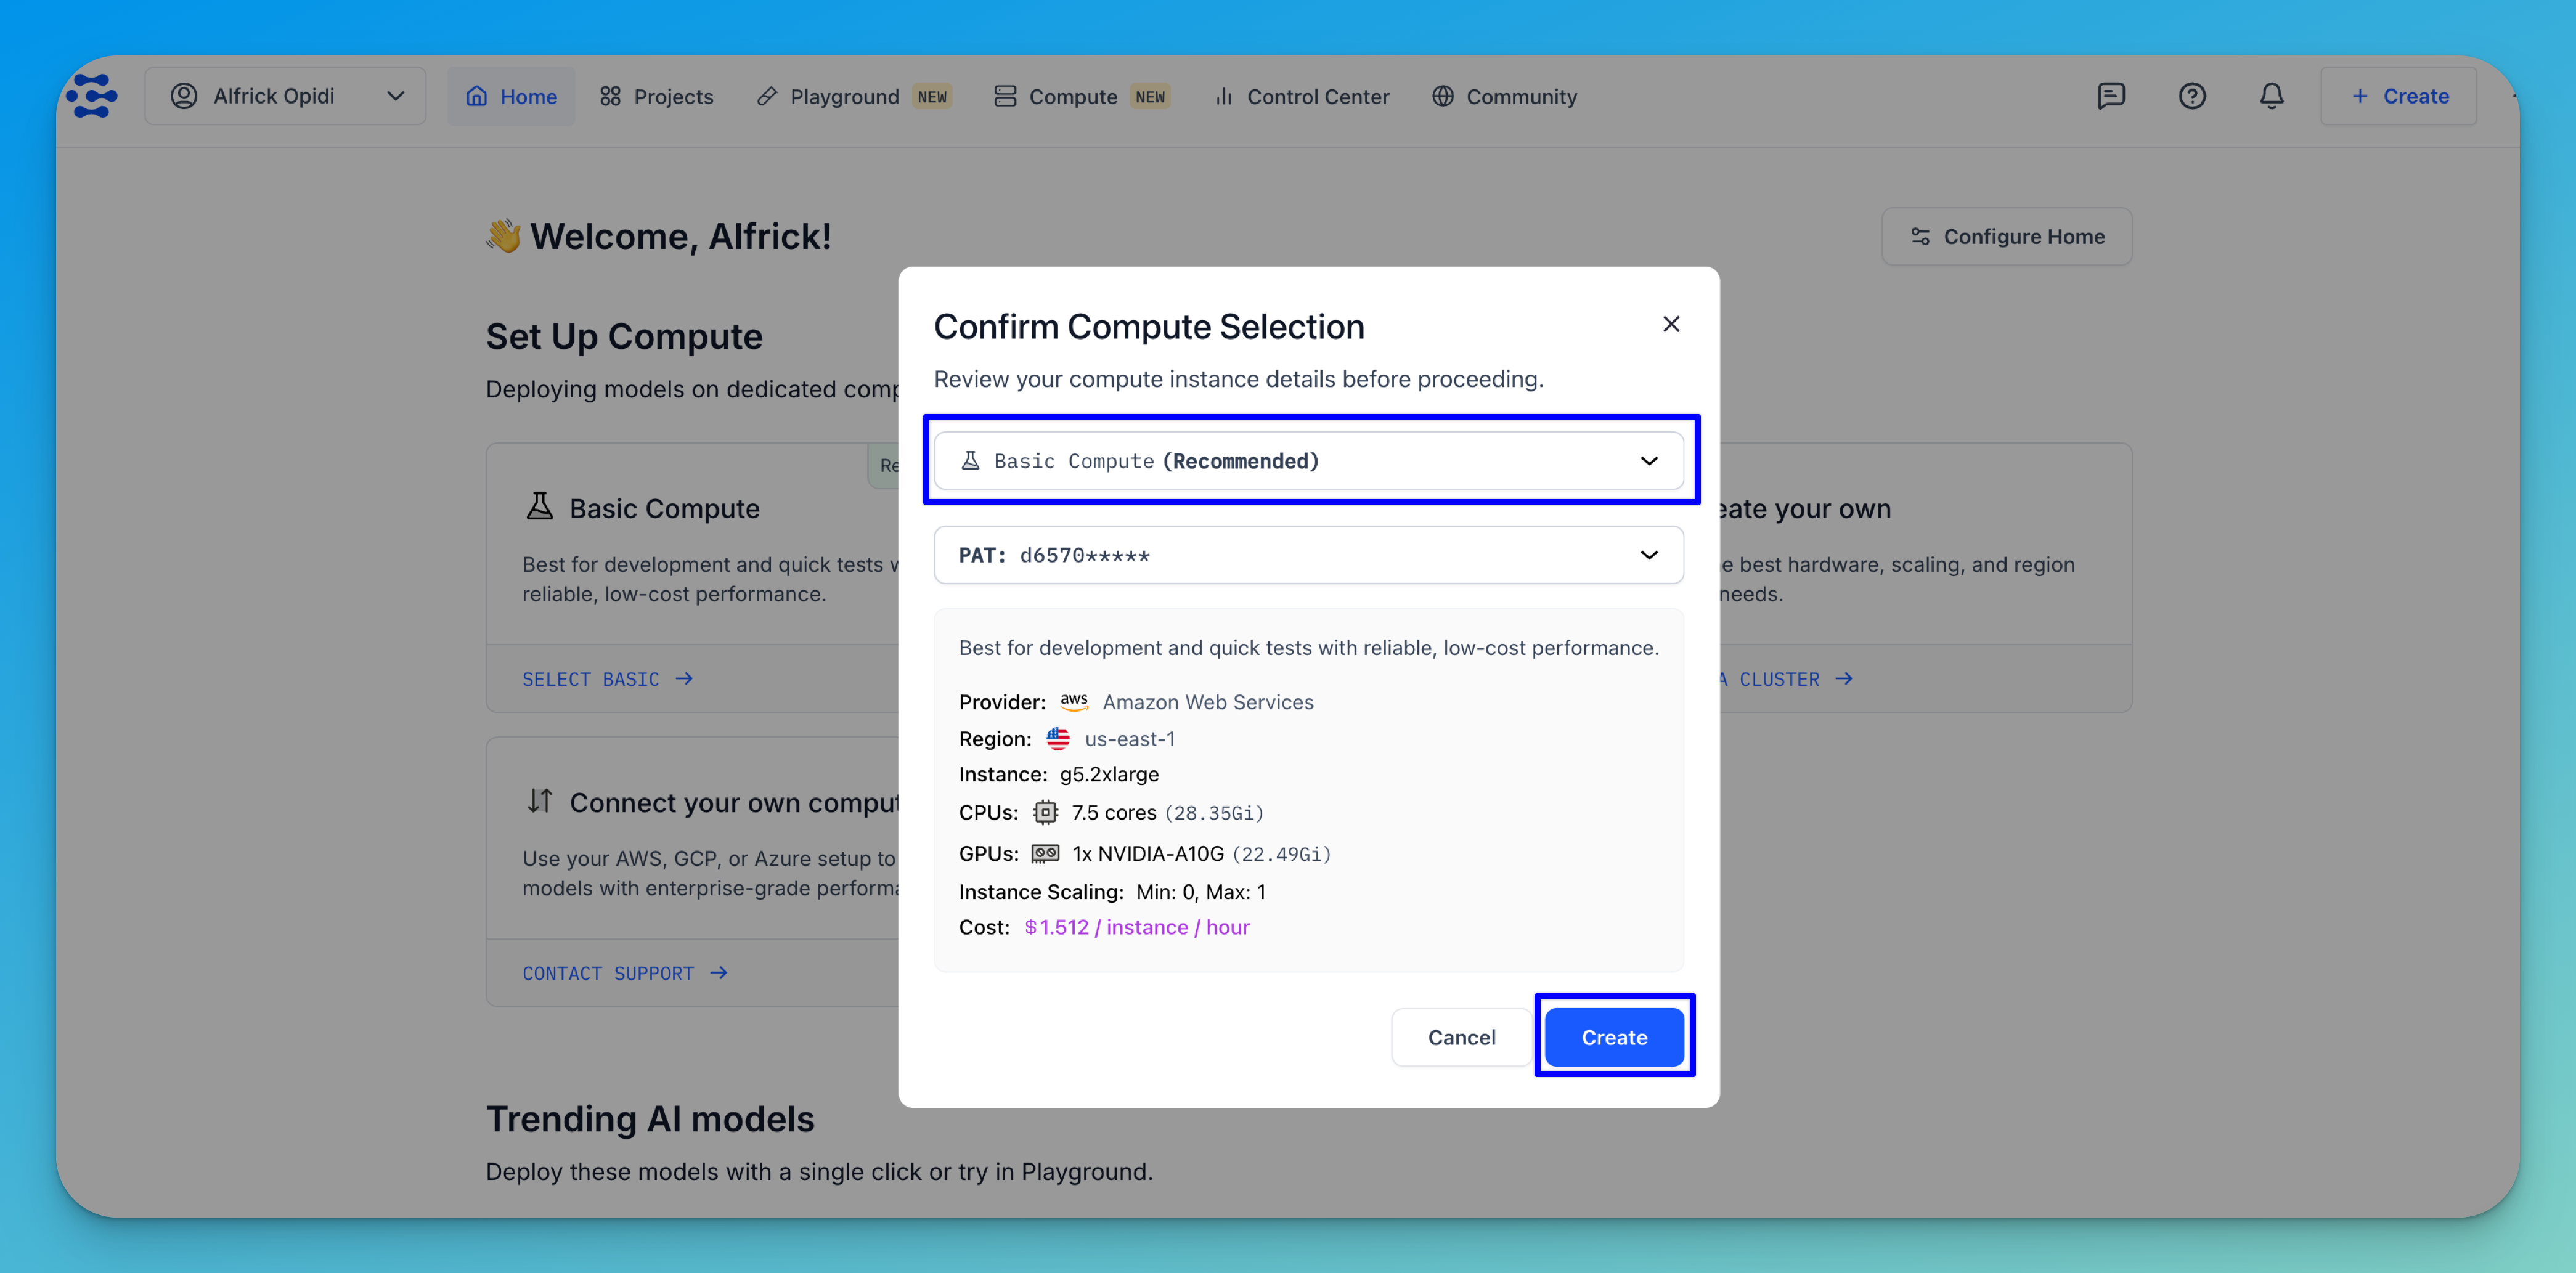 Alfrick Opidi
Home
Projects
Playground NEW
Compute NEW
Control Center
Community
+ Create
👋 Welcome, Alfrick!
Configure Home
Set Up Compute
Deploying models on dedicated comp
Re
Basic Compute
Best for development and quick tests w
reliable, low-cost performance.
SELECT BASIC →
Connect your own comput
Use your AWS, GCP, or Azure setup to
models with enterprise-grade performa
CONTACT SUPPORT →
Confirm Compute Selection
Review your compute instance details before proceeding.
Basic Compute (Recommended)
PAT: d6570*****
Best for development and quick tests with reliable, low-cost performance.
Provider: aws Amazon Web Services
Region: us-east-1
Instance: g5.2xlarge
CPUs: 7.5 cores (28.35Gi)
GPUs: 1x NVIDIA-A10G (22.49Gi)
Instance Scaling: Min: 0, Max: 1
Cost: $1.512 / instance / hour
Cancel
Create
eate your own
e best hardware, scaling, and region
needs.
A CLUSTER →
Trending AI models
Deploy these models with a single click or try in Playground.